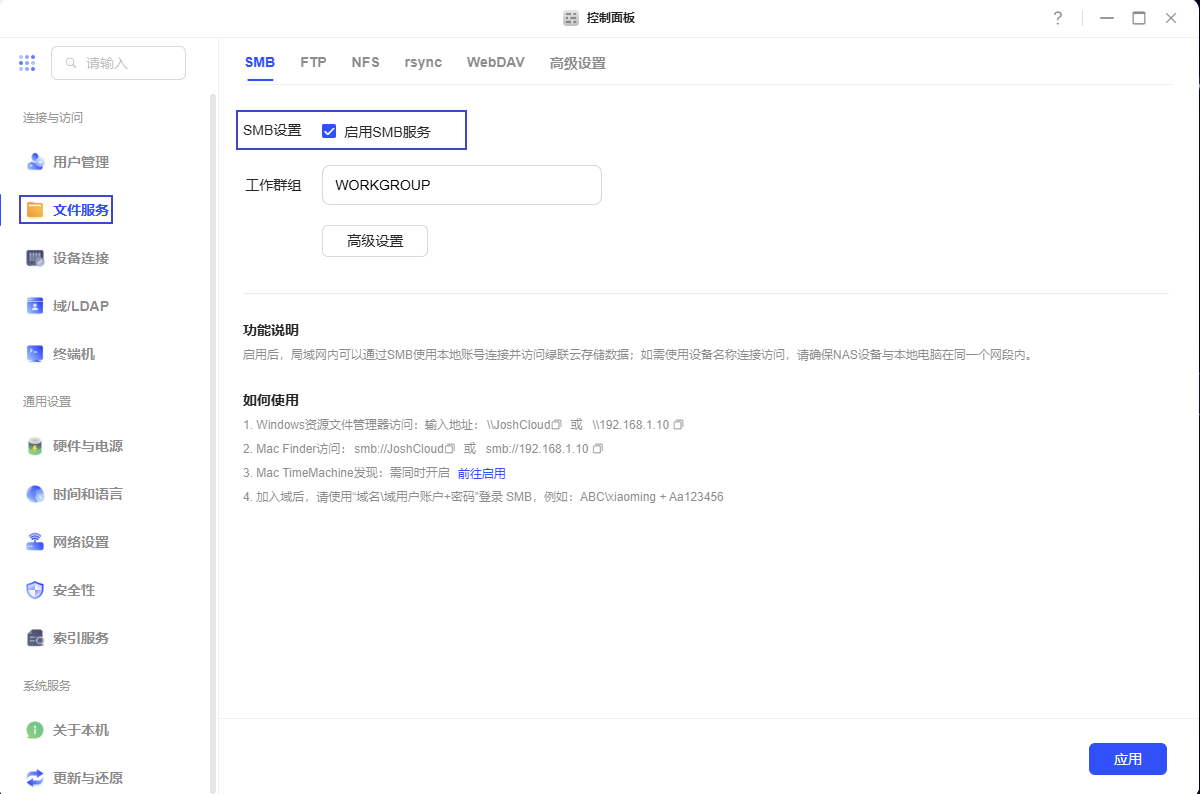 控制面板
?
请输入
连接与访问
用户管理
文件服务
设备连接
域/LDAP
终端机
通用设置
硬件与电源
时间和语言
网络设置
安全性
索引服务
系统服务
关于本机
更新与还原
SMB FTP NFS rsync WebDAV 高级设置
SMB设置 启用SMB服务
工作群组 WORKGROUP
高级设置
功能说明
启用后，局域网内可以通过SMB使用本地账号连接并访问绿联云存储数据；如需使用设备名称连接访问，请确保NAS设备与本地电脑在同一个网段内。
如何使用
1. Windows资源文件管理器访问：输入地址： \\JoshCloud 或 \\192.168.1.10
2. Mac Finder访问： smb://JoshCloud 或 smb://192.168.1.10
3. Mac TimeMachine发现：需同时开启 前往启用
4. 加入域后，请使用“域名\域用户账户+密码”登录 SMB，例如：ABC\xiaoming + Aa123456
应用